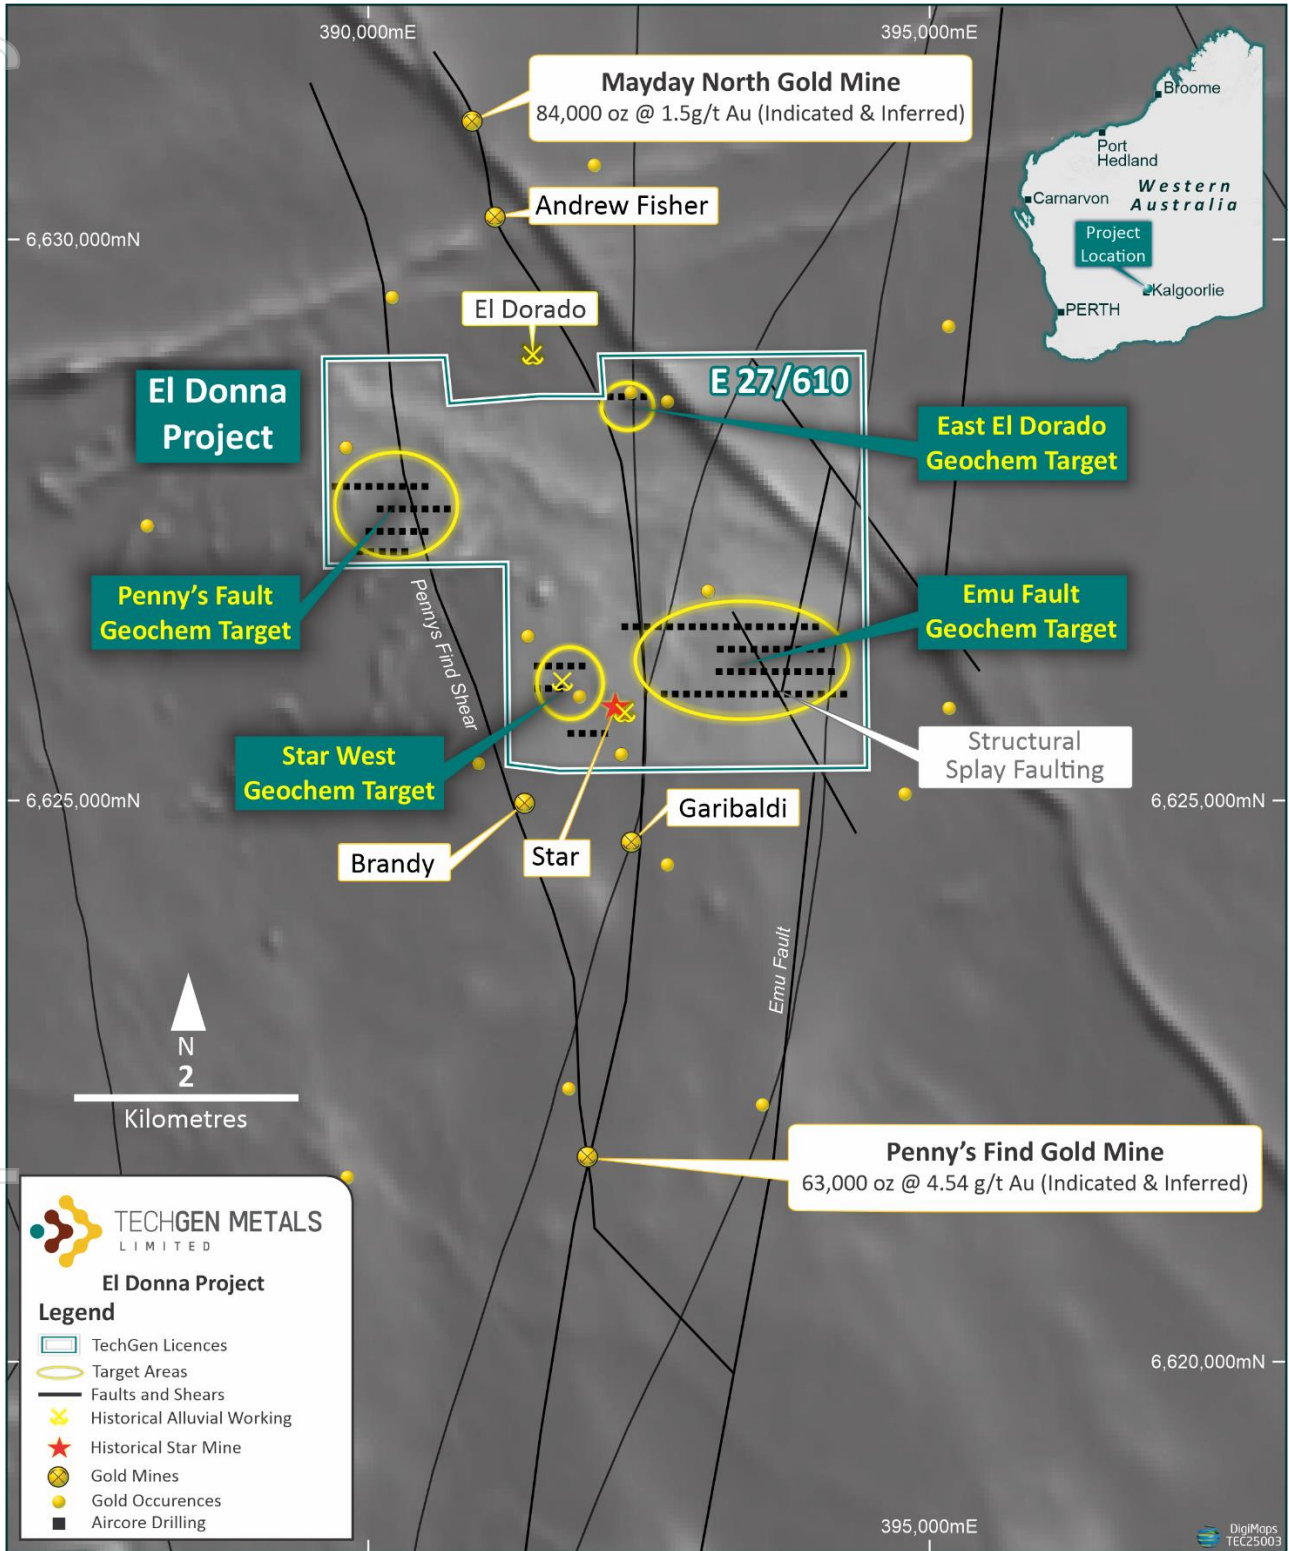 390,000mE
395,000mE
Mayday North Gold Mine
84,000 oz @ 1.5g/t Au (Indicated & Inferred)
Broome
Port
Hedland
Western
Australia
Carnarvon
Project
Location
Kalgoorlie
PERTH
Andrew Fisher
6,630,000mN
El Dorado
El Donna
Project
E 27/610
East El Dorado
Geochem Target
Penny's Fault
Geochem Target
Pennys Find Shear
Emu Fault
Geochem Target
Star West
Geochem Target
Structural
Splay Faulting
6,625,000mN
6,625,000mN
Garibaldi
Brandy
Star
Emu Fault
N
2
Kilometres
Penny's Find Gold Mine
63,000 oz @ 4.54 g/t Au (Indicated & Inferred)
TECHGEN METALS
LIMITED
El Donna Project
Legend
TechGen Licences
Target Areas
Faults and Shears
Historical Alluvial Working
Historical Star Mine
Gold Mines
Gold Occurences
Aircore Drilling
6,620,000mN
395,000mE
DigiMaps
TEC25003